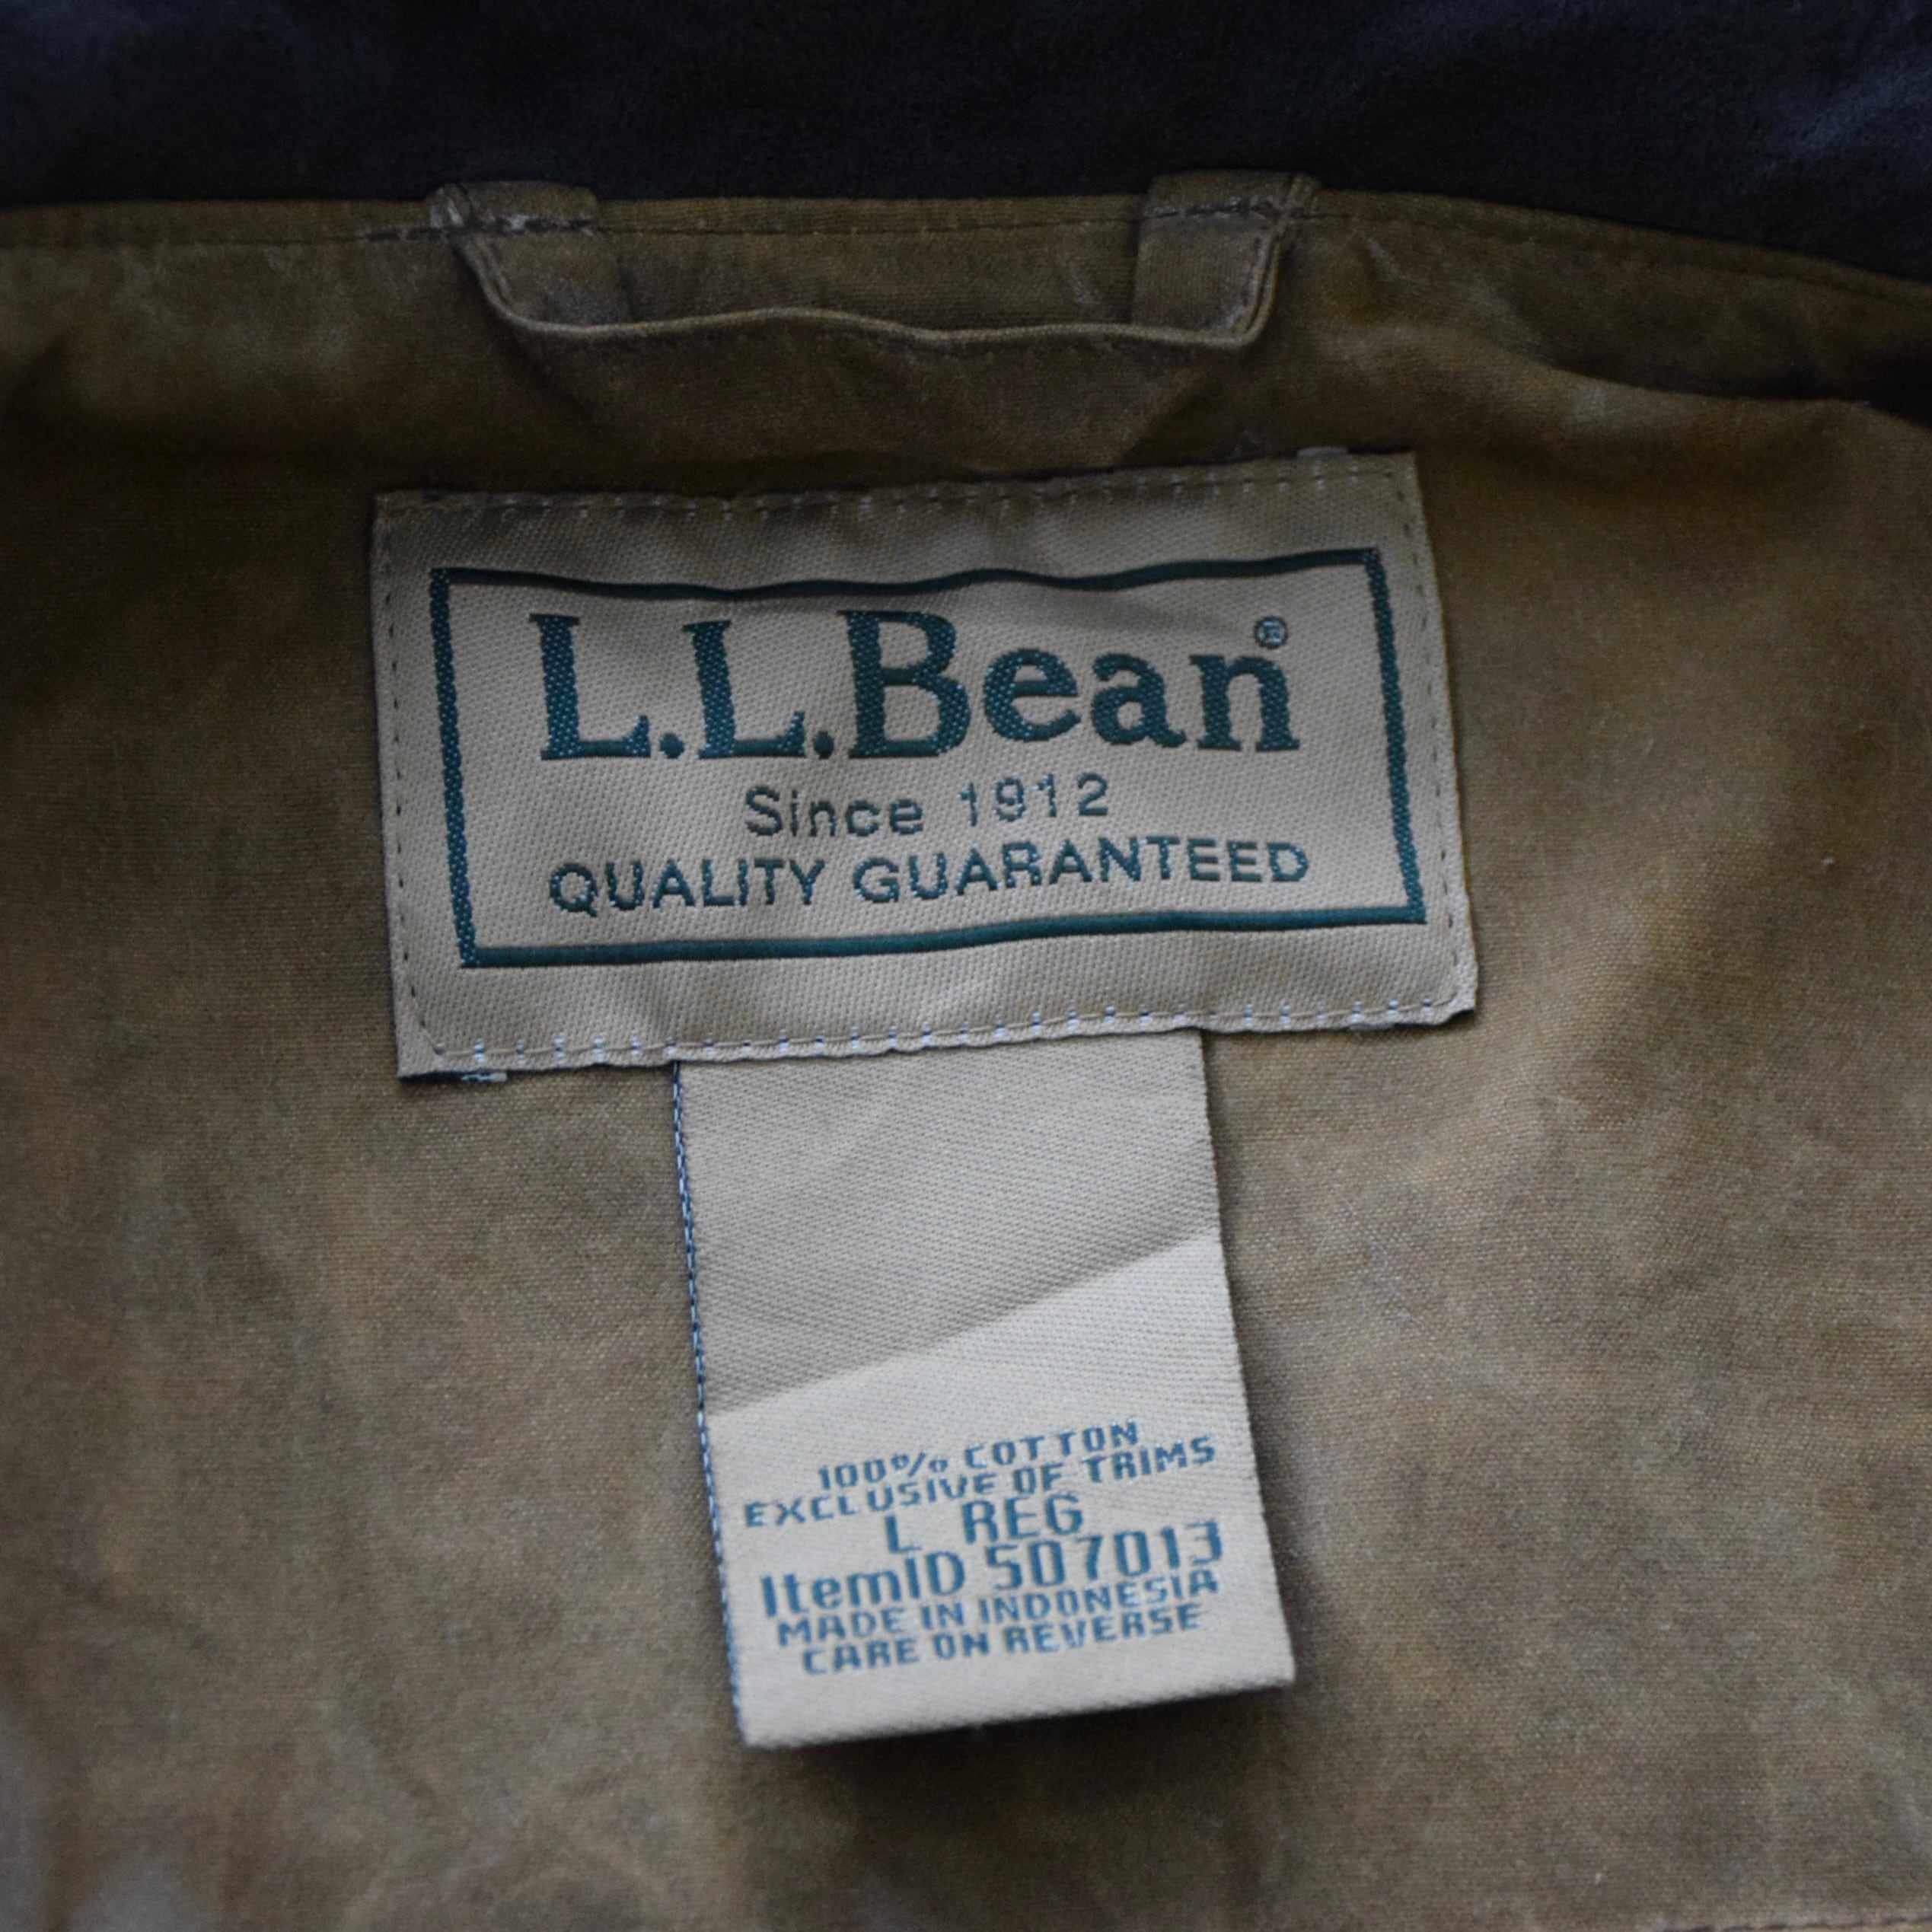 L.L.Bean®
Since 1912
QUALITY GUARANTEED
100% COTTON
EXCLUSIVE OF TRIMS
L REG
ItemID 507013
MADE IN INDONESIA
CARE ON REVERSE